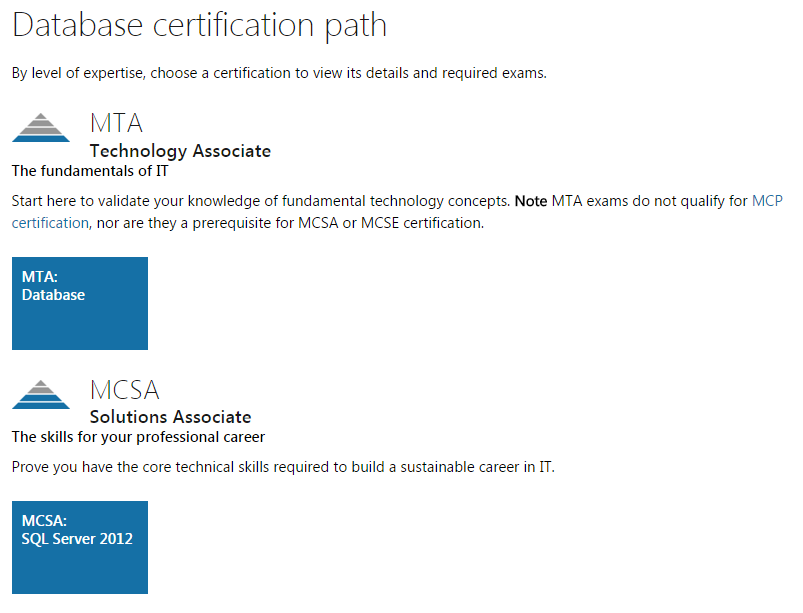 Database certification path
By level of expertise, choose a certification to view its details and required exams.
MTA
Technology Associate
The fundamentals of IT
Start here to validate your knowledge of fundamental technology concepts. Note MTA exams do not qualify for MCP
certification, nor are they a prerequisite for MCSA or MCSE certification.
MTA:
Database
MCSA
Solutions Associate
The skills for your professional career
Prove you have the core technical skills required to build a sustainable career in IT.
MCSA:
SQL Server 2012